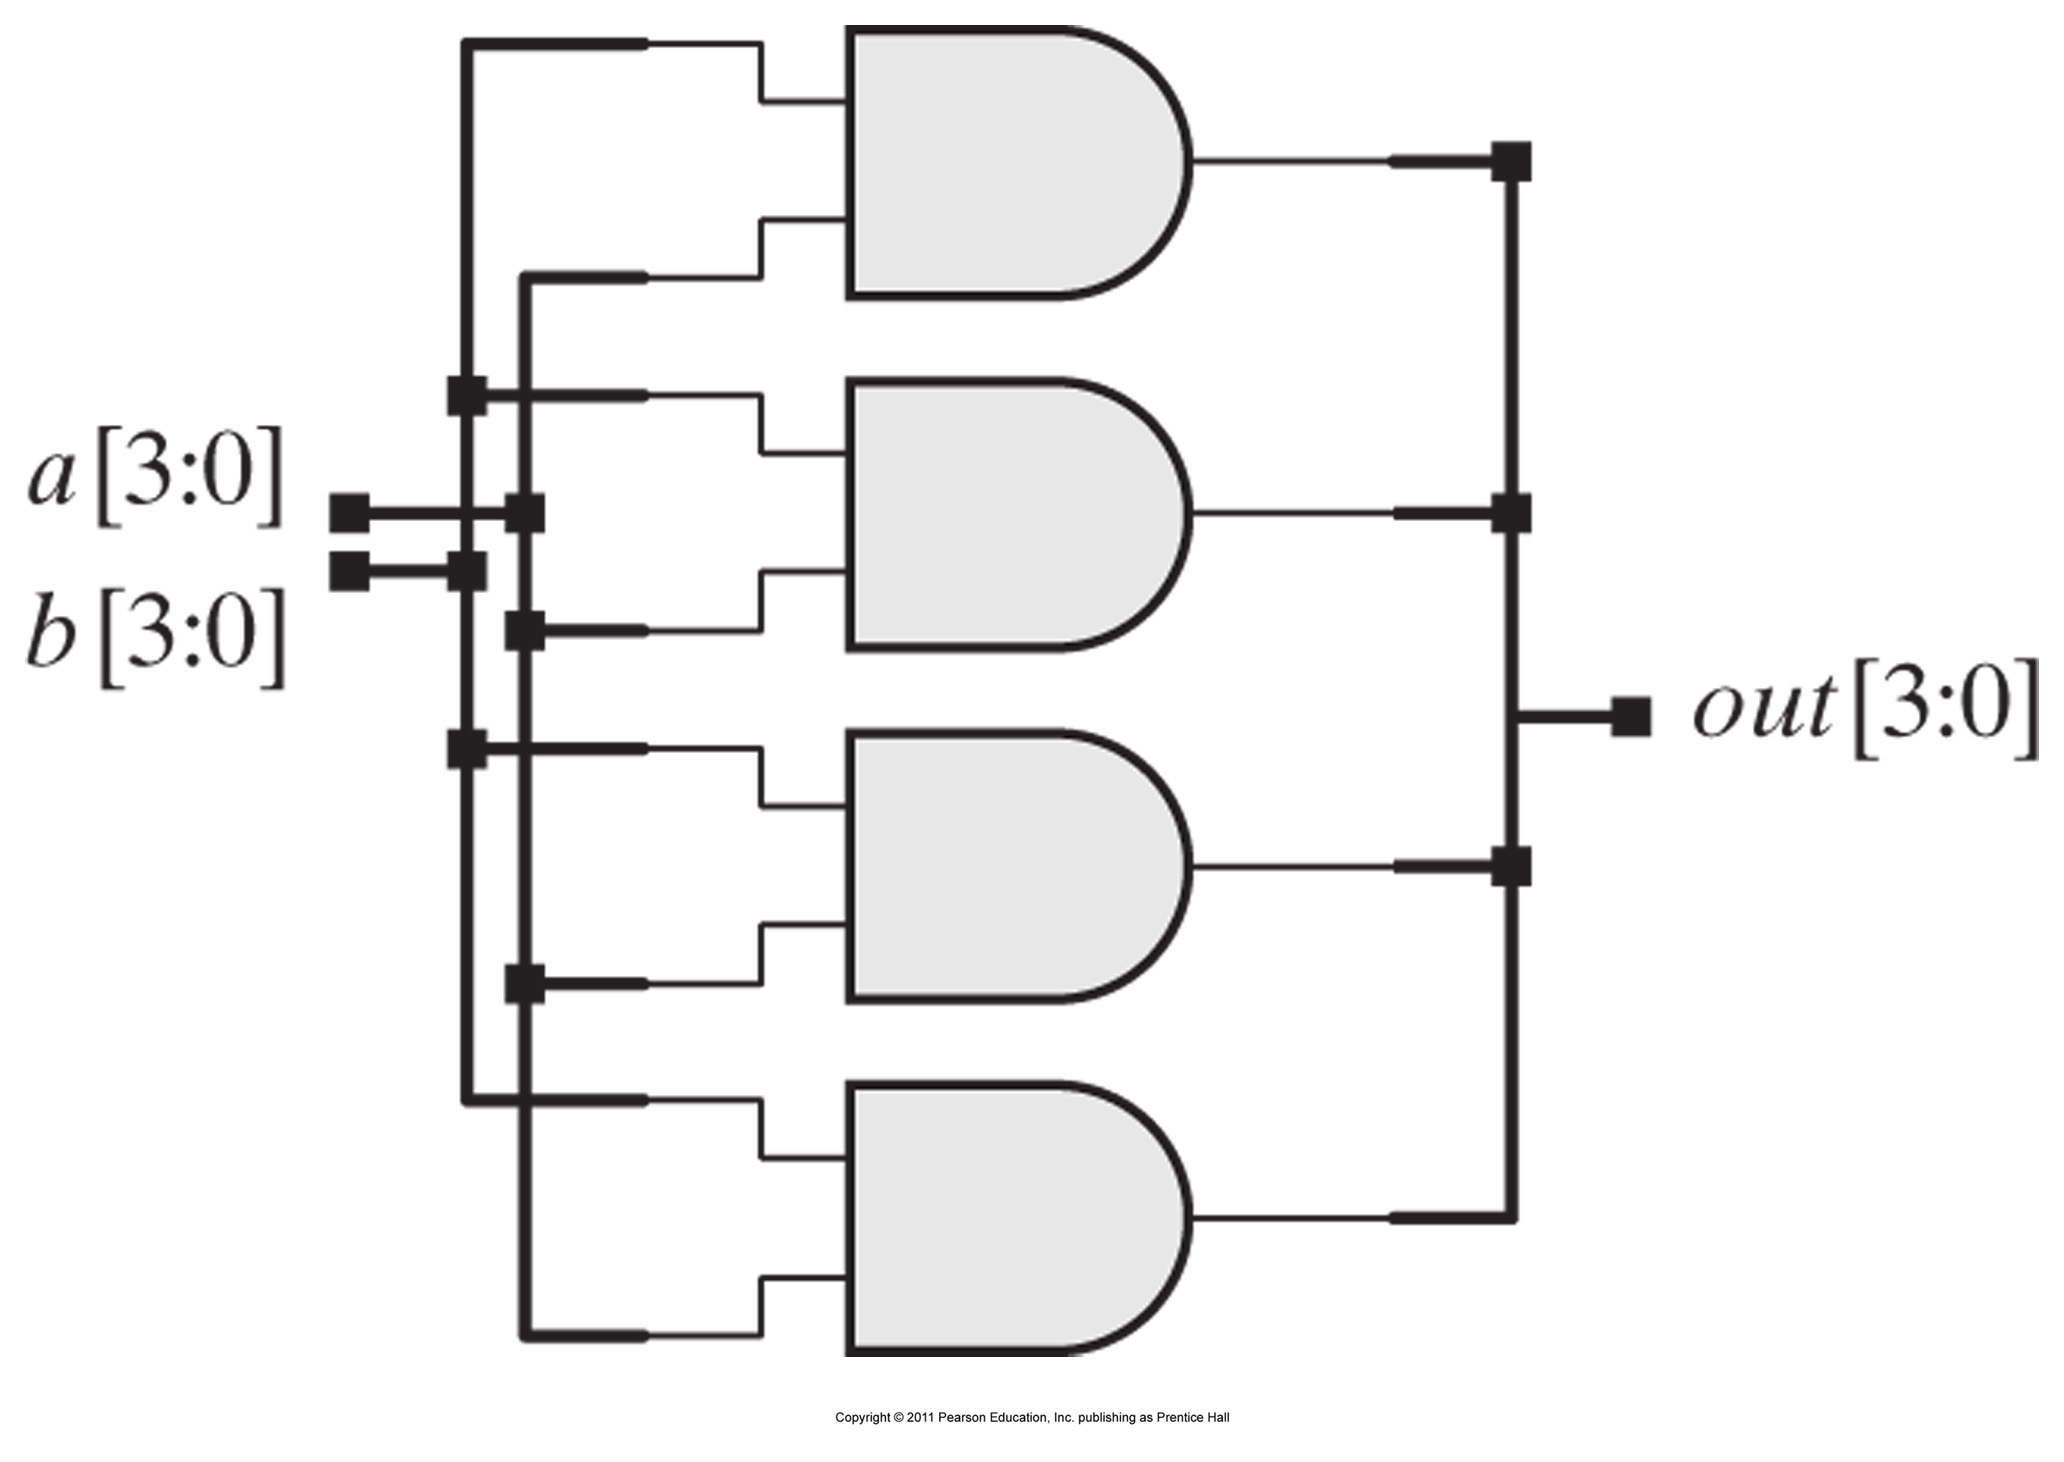 a[3:0]
b[3:0]
out[3:0]
Copyright © 2011 Pearson Education, Inc. publishing as Prentice Hall